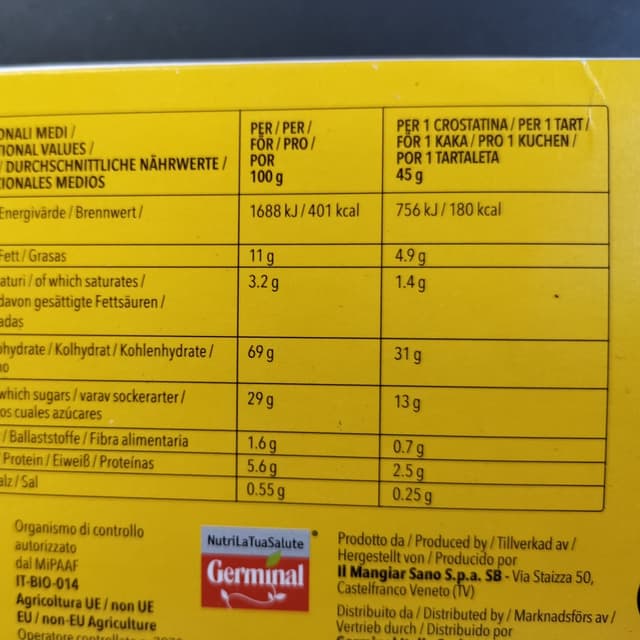 ONALI MEDI /
TIONAL VALUES /
/ DURCHSCHNITTLICHE NÄHRWERTE /
CIONALES MEDIOS
PER / PER /
FÖR / PRO /
POR
100 g
PER 1 CROSTATINA / PER 1 TART /
FÖR 1 KAKA / PRO 1 KUCHEN /
POR 1 TARTALETA
45 g
Energivärde / Brennwert /
1688 kJ / 401 kcal
756 kJ / 180 kcal
Fett / Grasas
11 g
4.9 g
aturi / of which saturates /
davon gesättigte Fettsäuren /
adas
3.2 g
1.4 g
ohydrate / Kolhydrat / Kohlenhydrate /
no
69 g
31 g
which sugars / varav sockerarter /
os cuales azúcares
29 g
13 g
/ Ballaststoffe / Fibra alimentaria
1.6 g
0.7 g
Protein / Eiweiß / Proteínas
5.6 g
2.5 g
alz / Sal
0.55 g
0.25 g
Organismo di controllo
autorizzato
dal MiPAAF
IT-BIO-014
Agricoltura UE / non UE
EU / non-EU Agriculture
NutriLaTuaSalute
Germinal
Prodotto da / Produced by / Tillverkad av /
Hergestellt von / Producido por
Il Mangiar Sano S.p.a. SB - Via Staizza 50,
Castelfranco Veneto (TV)
Distribuito da / Distributed by / Marknadsförs av /
Vertrieb durch / Distribuido por